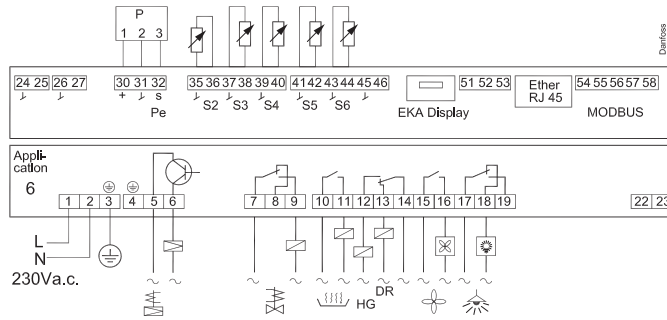 P
1 2 3
Danfoss
24 25 26 27 30 31 32 35 36 37 38 39 40 41 42 43 44 45 46 51 52 53 Ether RJ 45 54 55 56 57 58
+ s S2 S3 S4 S5 S6
Pe EKA Display MODBUS
Appli-
cation
6
1 2 3 4 5 6 7 8 9 10 11 12 13 14 15 16 17 18 19 22 23
L
N
230Va.c.
DR
HG